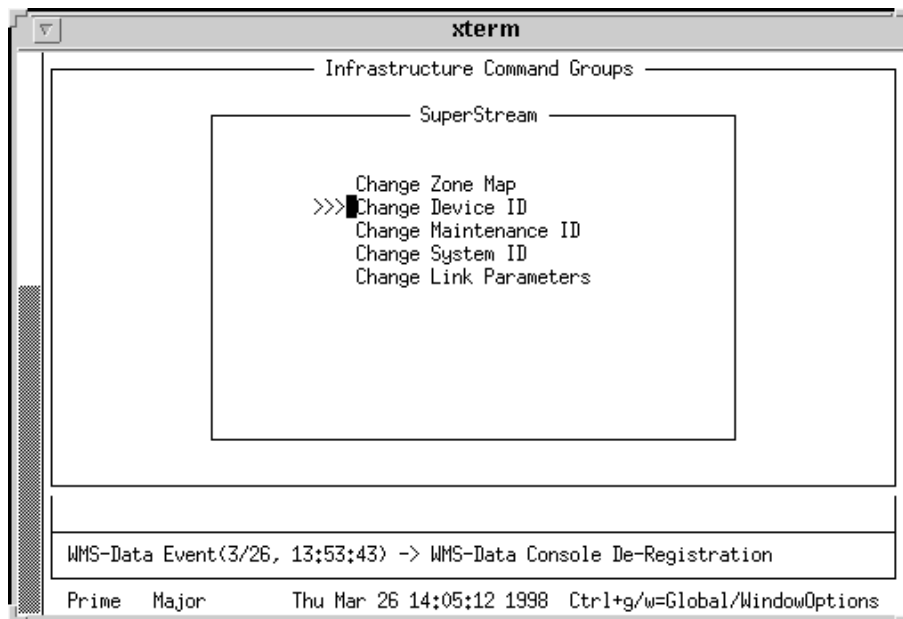 xterm
Infrastructure Command Groups
SuperStream
Change Zone Map
>>> Change Device ID
Change Maintenance ID
Change System ID
Change Link Parameters
WMS-Data Event(3/26, 13:53:43) -> WMS-Data Console De-Registration
Prime Major Thu Mar 26 14:05:12 1998 Ctrl+g/w=Global/WindowOptions